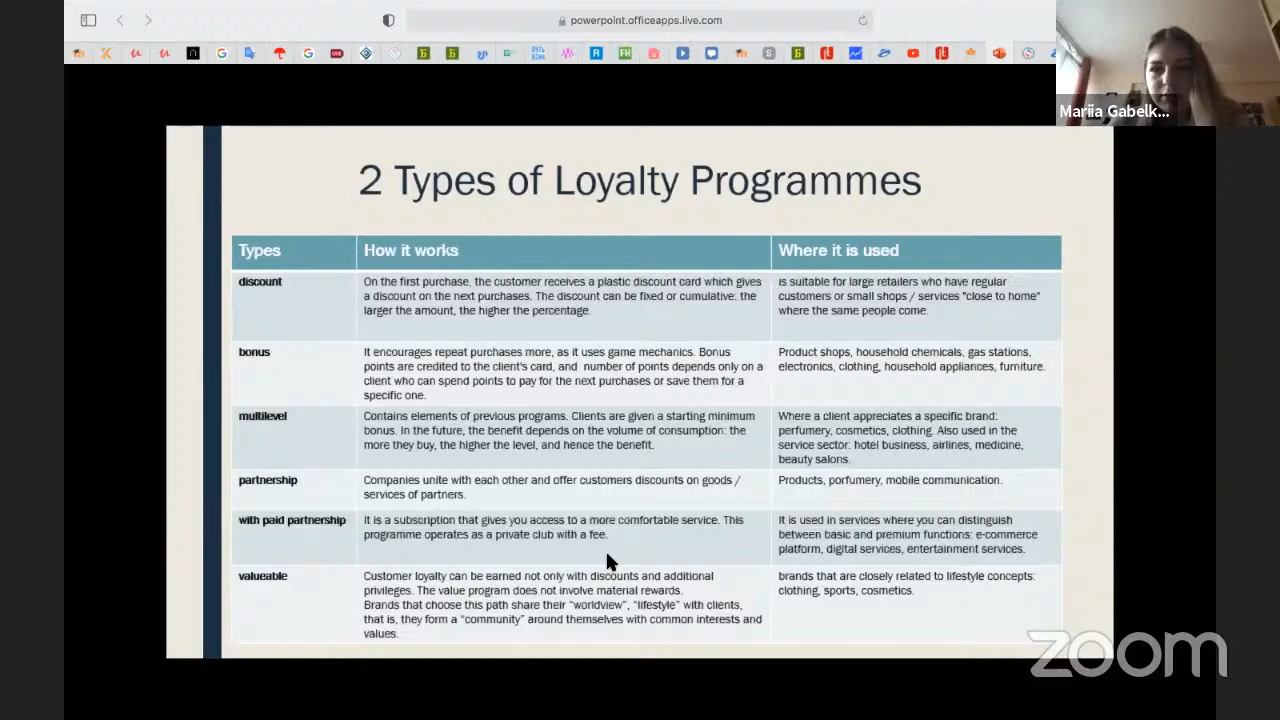 powerpoint.officeapps.live.com
Mariia Gabelk...
2 Types of Loyalty Programmes
Types
How it works
Where it is used
discount
On the first purchase, the customer receives a plastic discount card which gives
a discount on the next purchases. The discount can be fixed or cumulative: the
larger the amount, the higher the percentage.
is suitable for large retailers who have regular
customers or small shops / services "close to home"
where the same people come.
bonus
It encourages repeat purchases more, as it uses game mechanics. Bonus
points are credited to the client's card, and number of points depends only on a
client who can spend points to pay for the next purchases or save them for a
specific one.
Product shops, household chemicals, gas stations,
electronics, clothing, household appliances, furniture.
multilevel
Contains elements of previous programs. Clients are given a starting minimum
bonus. In the future, the benefit depends on the volume of consumption: the
more they buy, the higher the level, and hence the benefit.
Where a client appreciates a specific brand:
perfumery, cosmetics, clothing. Also used in the
service sector: hotel business, airlines, medicine,
beauty salons.
partnership
Companies unite with each other and offer customers discounts on goods /
services of partners.
Products, porfumery, mobile communication.
with paid partnership
It is a subscription that gives you access to a more comfortable service. This
programme operates as a private club with a fee.
It is used in services where you can distinguish
between basic and premium functions: e-commerce
platform, digital services, entertainment services.
valueable
Customer loyalty can be earned not only with discounts and additional
privileges. The value program does not involve material rewards.
Brands that choose this path share their “worldview”, “lifestyle” with clients,
that is, they form a “community” around themselves with common interests and
values.
brands that are closely related to lifestyle concepts:
clothing, sports, cosmetics.
zoom